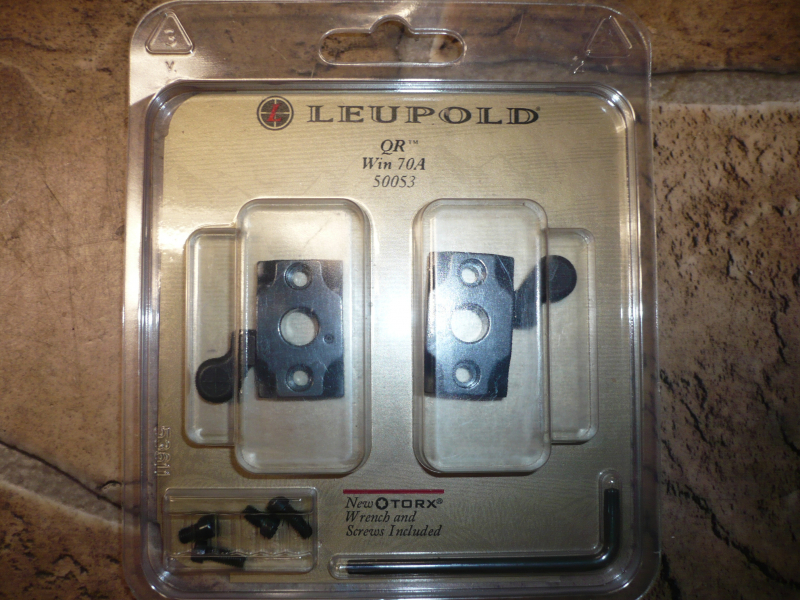 LEUPOLD®
QR™
Win 70A
50053
New TORX®
Wrench and
Screws Included